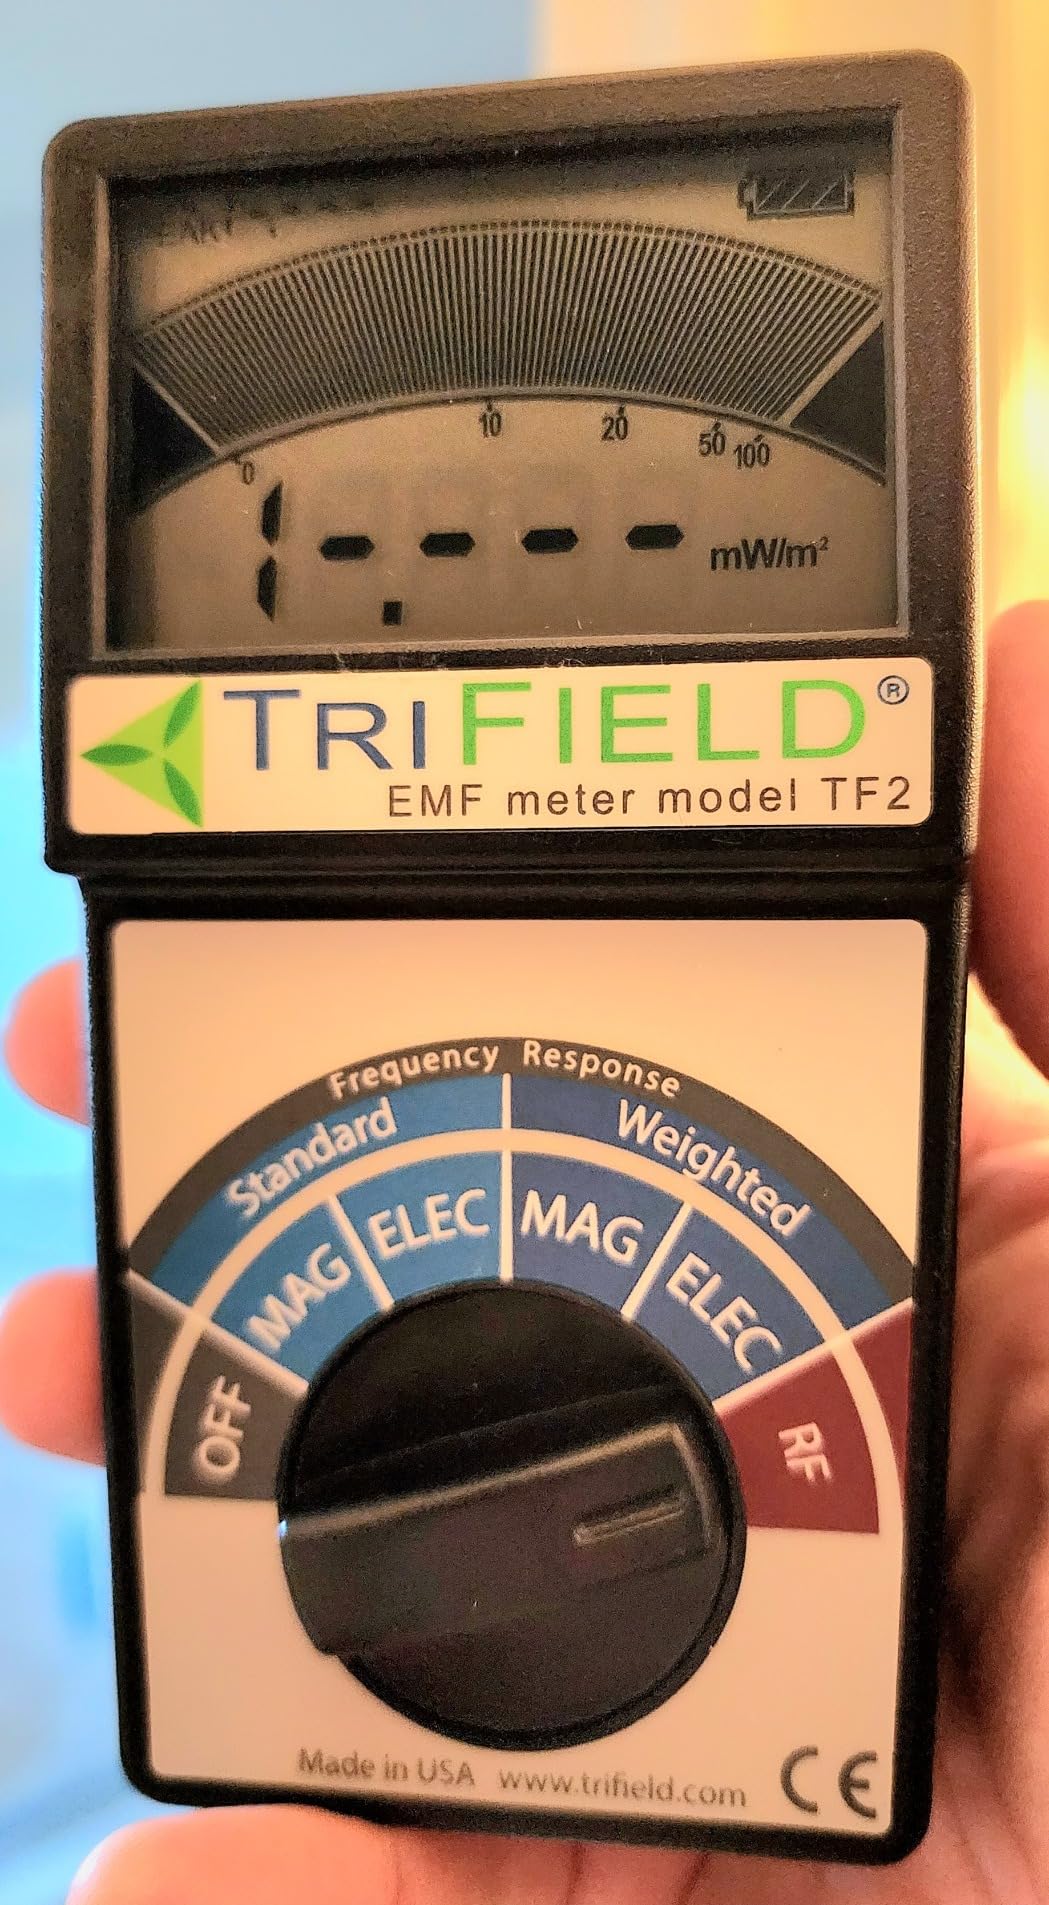 0 10 20 50 100
1 - . - - - mW/m²
TRIFIELD®
EMF meter model TF2
Frequency Response
Standard Weighted
OFF MAG ELEC MAG ELEC RF
Made in USA www.trifield.com CE